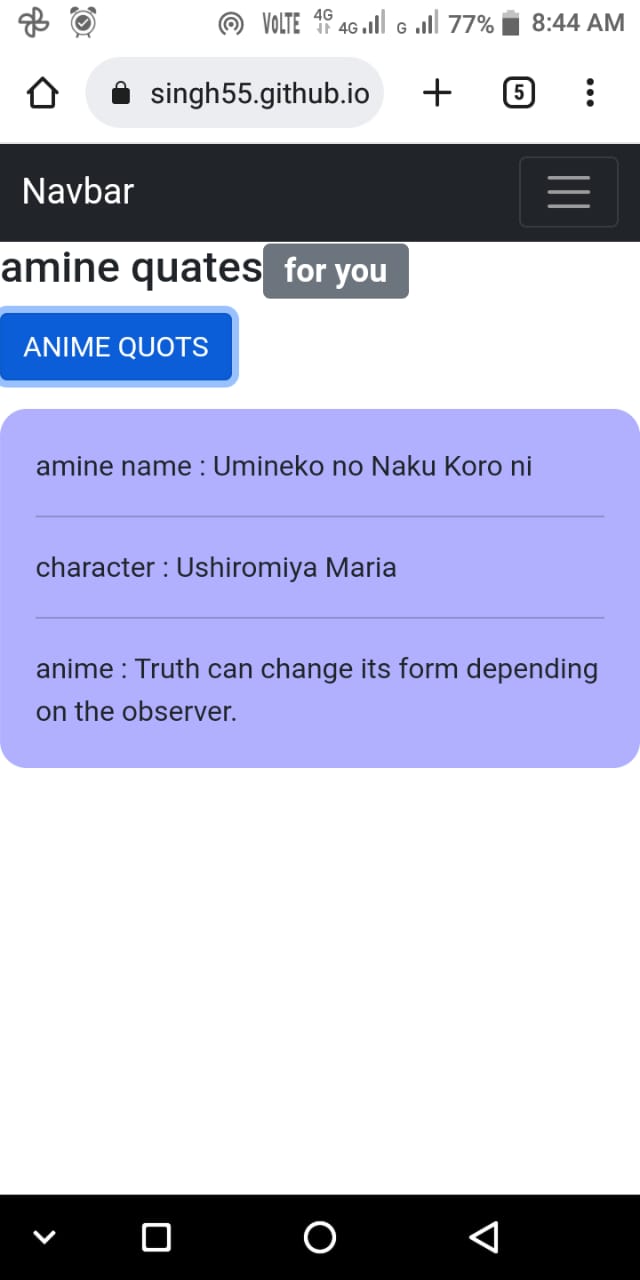 VoLTE 4G 4G G 77% 8:44 AM
singh55.github.io 5
Navbar
amine quates for you
ANIME QUOTS
amine name : Umineko no Naku Koro ni
character : Ushiromiya Maria
anime : Truth can change its form depending
on the observer.